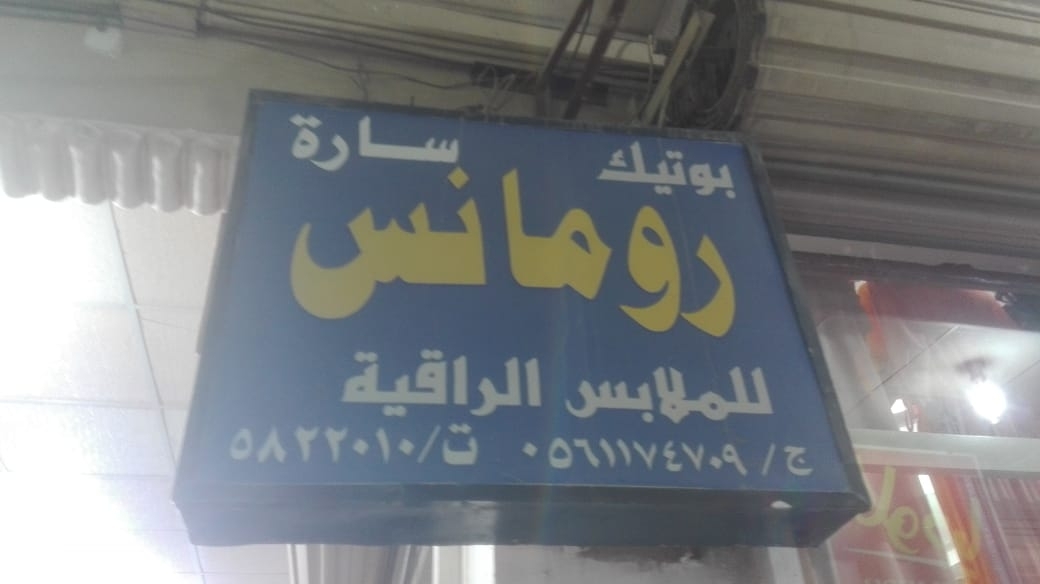 بوتيك سارة
رومانس
للملابس الراقية
ج/ ٠٥٦١١٧٤٧٠٩ ت/ ٥٨٢٢٠١٠